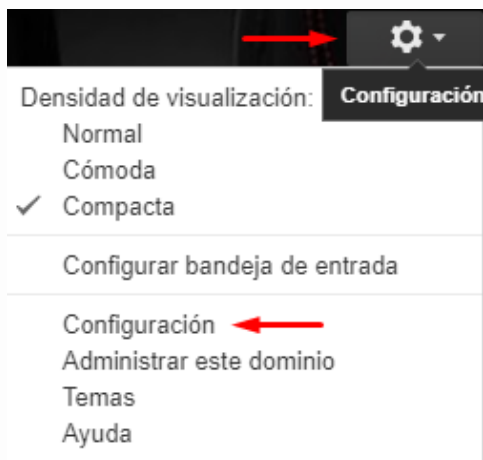 Densidad de visualización:
Configuración
Normal
Cómoda
Compacta
Configurar bandeja de entrada
Configuración
Administrar este dominio
Temas
Ayuda